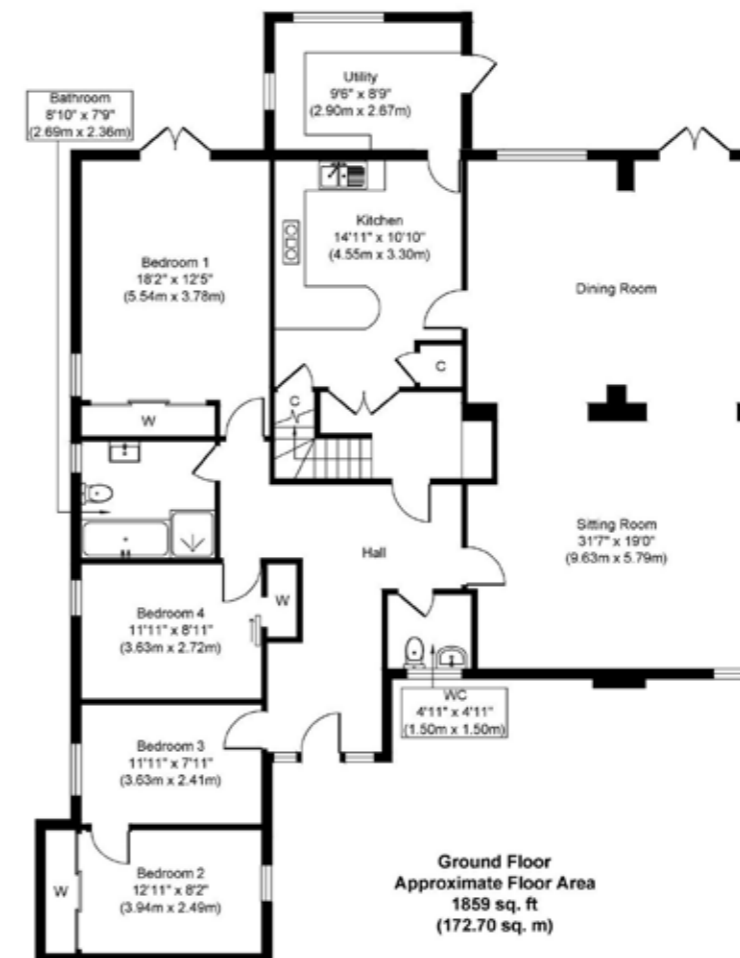 Utility
9'6" x 8'9"
(2.90m x 2.67m)
Bathroom
8'10" x 7'9"
(2.69m x 2.36m)
Kitchen
14'11" x 10'10"
(4.55m x 3.30m)
Bedroom 1
18'2" x 12'5"
(5.54m x 3.78m)
Dining Room
C
C
W
Sitting Room
31'7" x 19'0"
(9.63m x 5.79m)
Hall
W
Bedroom 4
11'11" x 8'11"
(3.63m x 2.72m)
WC
4'11" x 4'11"
(1.50m x 1.50m)
Bedroom 3
11'11" x 7'11"
(3.63m x 2.41m)
Bedroom 2
12'11" x 8'2"
(3.94m x 2.49m)
W
Ground Floor
Approximate Floor Area
1859 sq. ft
(172.70 sq. m)